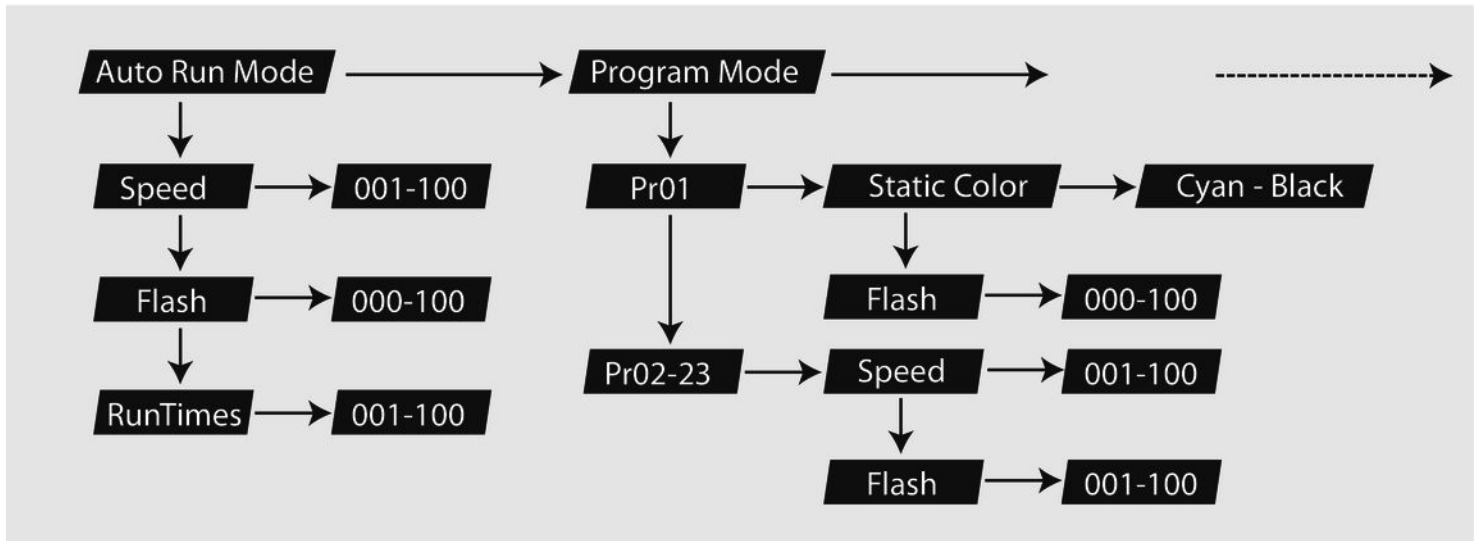 Auto Run Mode
Program Mode
Speed
001-100
Pr01
Static Color
Cyan - Black
Flash
000-100
Flash
000-100
Pr02-23
Speed
001-100
RunTimes
001-100
Flash
001-100